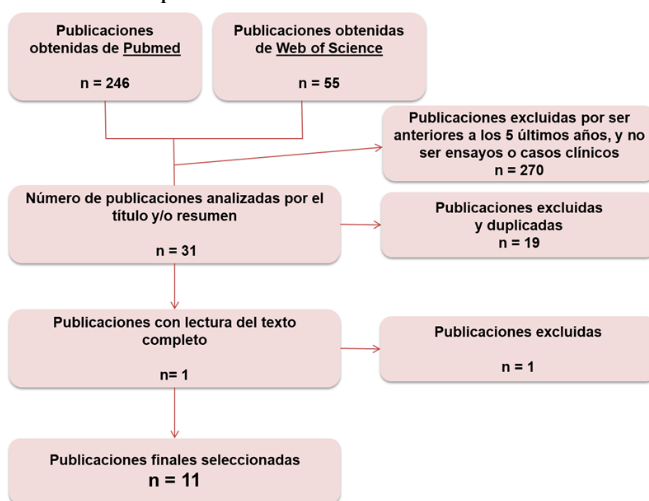 Publicaciones
obtenidas de Pubmed
n = 246
Publicaciones obtenidas
de Web of Science
n = 55
Publicaciones excluidas por ser
anteriores a los 5 últimos años, y no
ser ensayos o casos clínicos
n = 270
Número de publicaciones analizadas por el
título y/o resumen
n = 31
Publicaciones excluidas
y duplicadas
n = 19
Publicaciones con lectura del texto
completo
n= 1
Publicaciones excluidas
n = 1
Publicaciones finales seleccionadas
n = 11